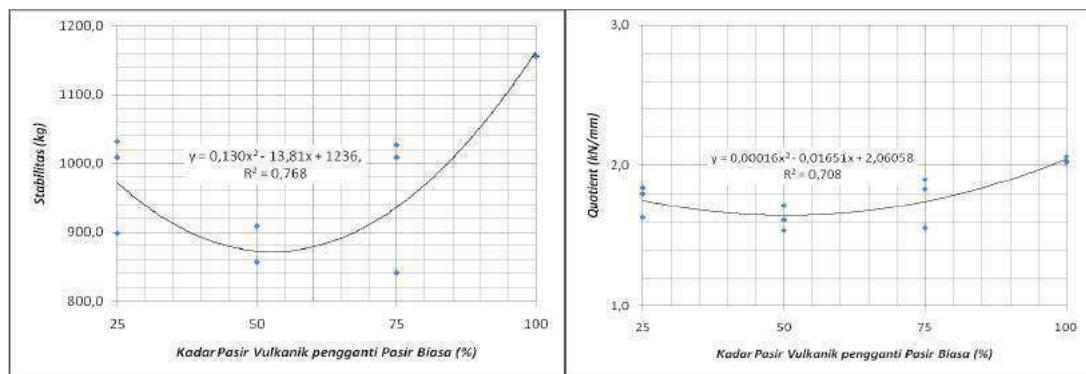 1200,0
1100,0
1000,0
900,0
800,0
Stabilitas (kg)
y = 0,130x² - 13,81x + 1236,
R² = 0,768
25 50 75 100
Kadar Pasir Vulkanik pengganti Pasir Biasa (%)
3,0
2,0
1,0
Quotient (kN/mm)
y = 0,00016x² - 0,01651x + 2,06058
R² = 0,708
25 50 75 100
Kadar Pasir Vulkanik pengganti Pasir Biasa (%)